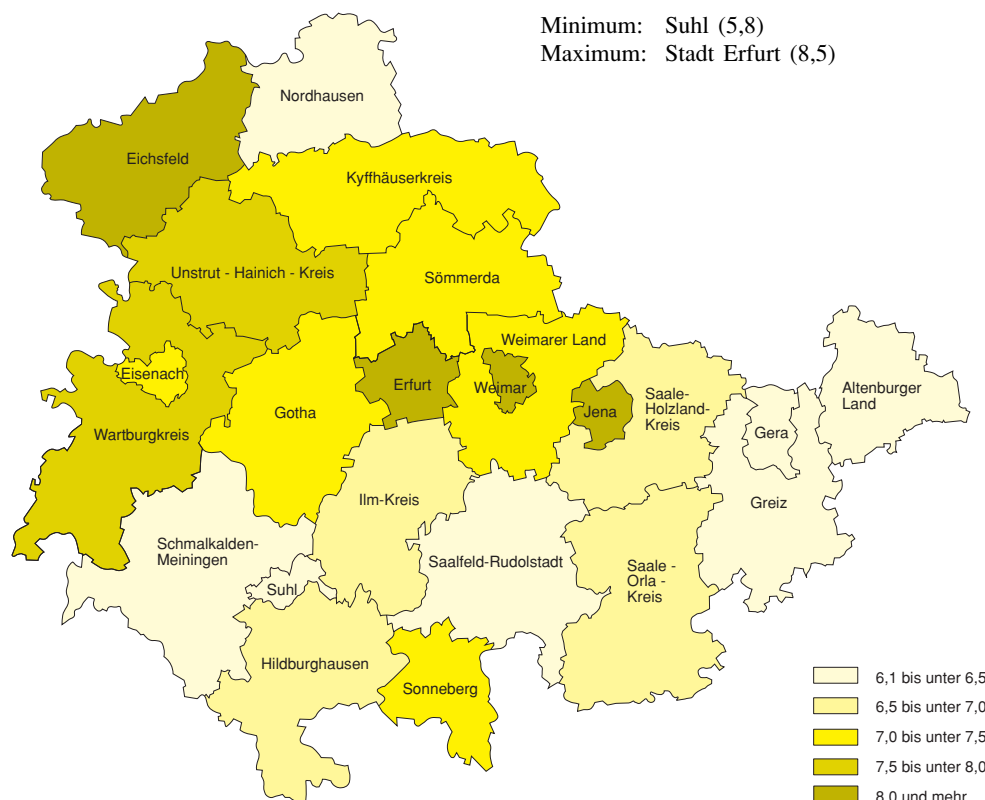 Minimum: Suhl (5,8)
Maximum: Stadt Erfurt (8,5)
Nordhausen
Eichsfeld
Kyffhäuserkreis
Unstrut - Hainich - Kreis
Sömmerda
Weimarer Land
Eisenach
Erfurt
Weimar
Jena
Saale-
Holzland-
Kreis
Altenburger
Land
Gotha
Wartburgkreis
Gera
Ilm-Kreis
Greiz
Schmalkalden-
Meiningen
Saalfeld-Rudolstadt
Saale -
Orla -
Kreis
Suhl
Hildburghausen
Sonneberg
6,1 bis unter 6,5
6,5 bis unter 7,0
7,0 bis unter 7,5
7,5 bis unter 8,0
8,0 und mehr